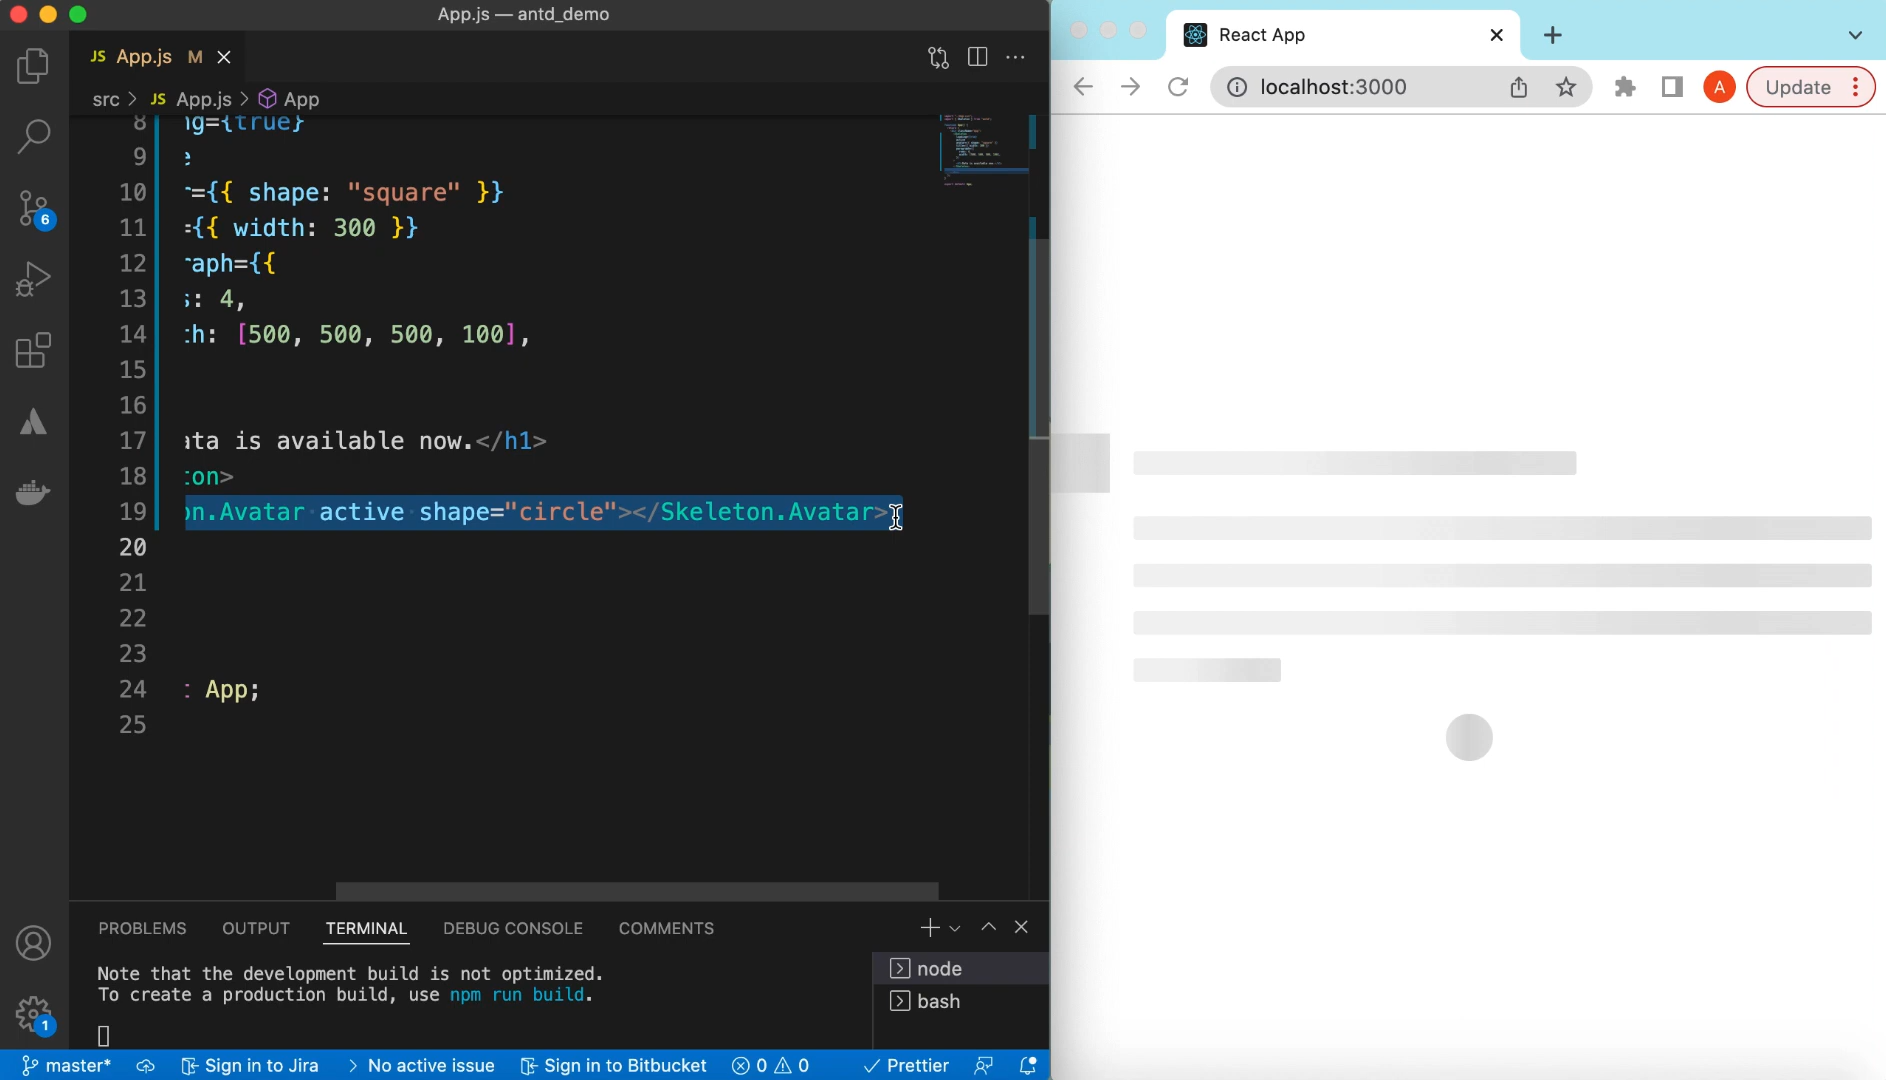 App.js — antd_demo
JS App.js M
src > JS App.js > App
8 ng={true}
9 e
10 r={{ shape: "square" }}
11 ={{ width: 300 }}
12 raph={{
13 s: 4,
14 th: [500, 500, 500, 100],
15
16
17 ata is available now.</h1>
18 ton>
19 on.Avatar active shape="circle"></Skeleton.Avatar>
20
21
22
23
24 t App;
25
6
1
PROBLEMS OUTPUT TERMINAL DEBUG CONSOLE COMMENTS
Note that the development build is not optimized.
To create a production build, use npm run build.
node
bash
master* Sign in to Jira > No active issue Sign in to Bitbucket 0 0 Prettier
React App
localhost:3000 A Update